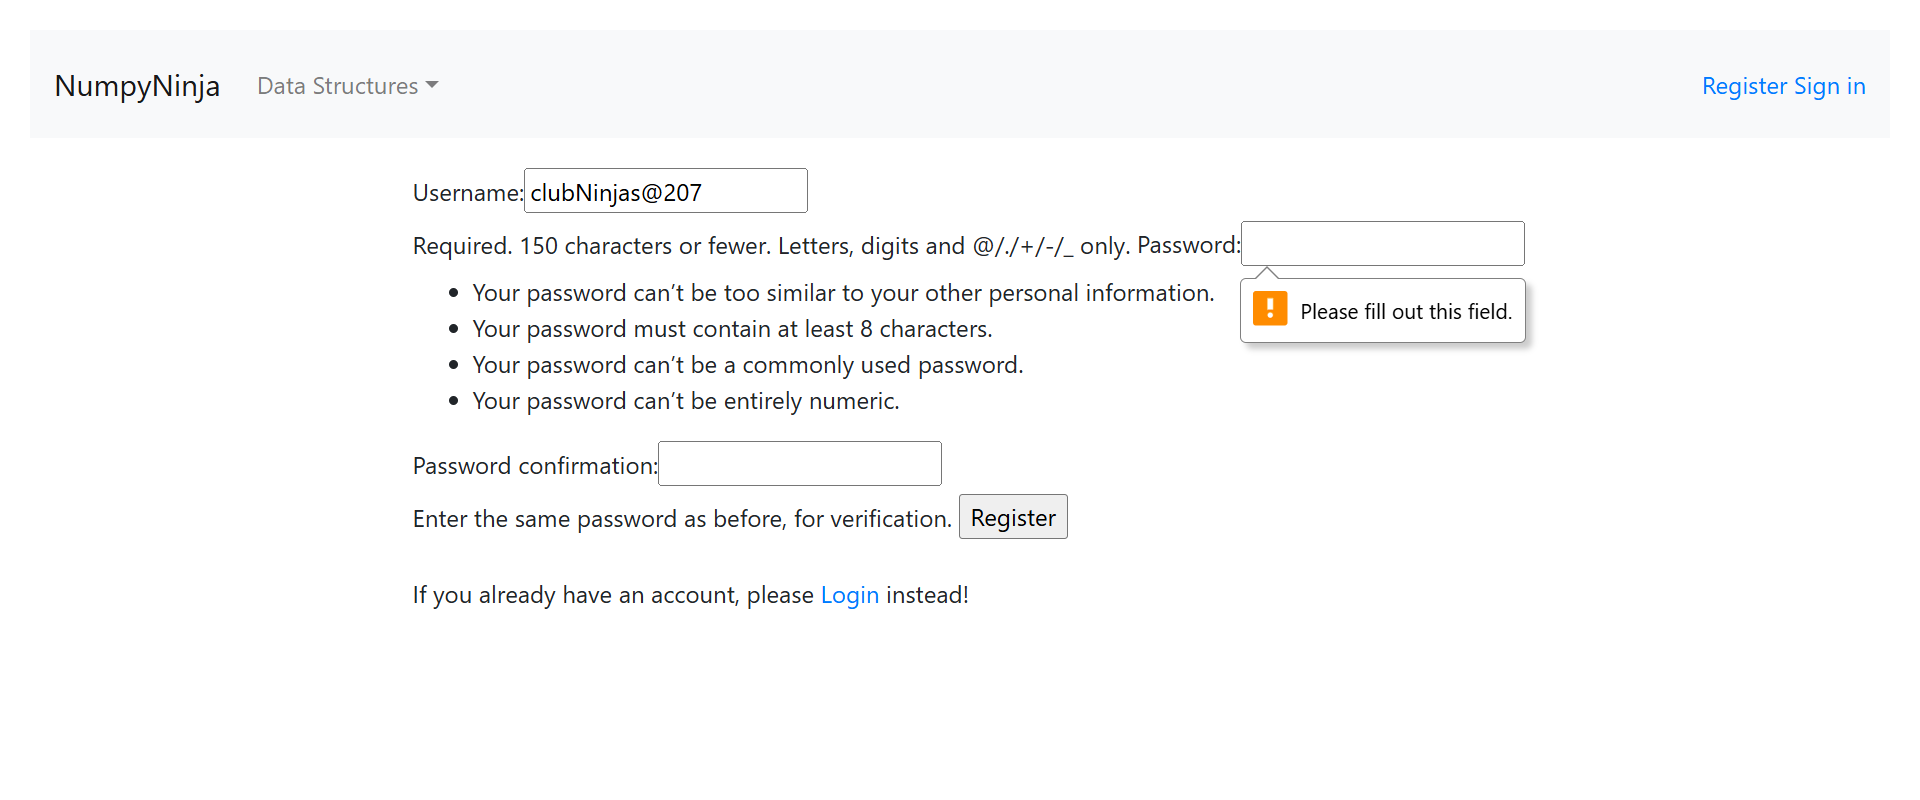 NumpyNinja Data Structures Register Sign in
Username: clubNinjas@207
Required. 150 characters or fewer. Letters, digits and @/./+/-/_ only. Password:
Please fill out this field.
Your password can’t be too similar to your other personal information.
Your password must contain at least 8 characters.
Your password can’t be a commonly used password.
Your password can’t be entirely numeric.
Password confirmation:
Enter the same password as before, for verification. Register
If you already have an account, please Login instead!